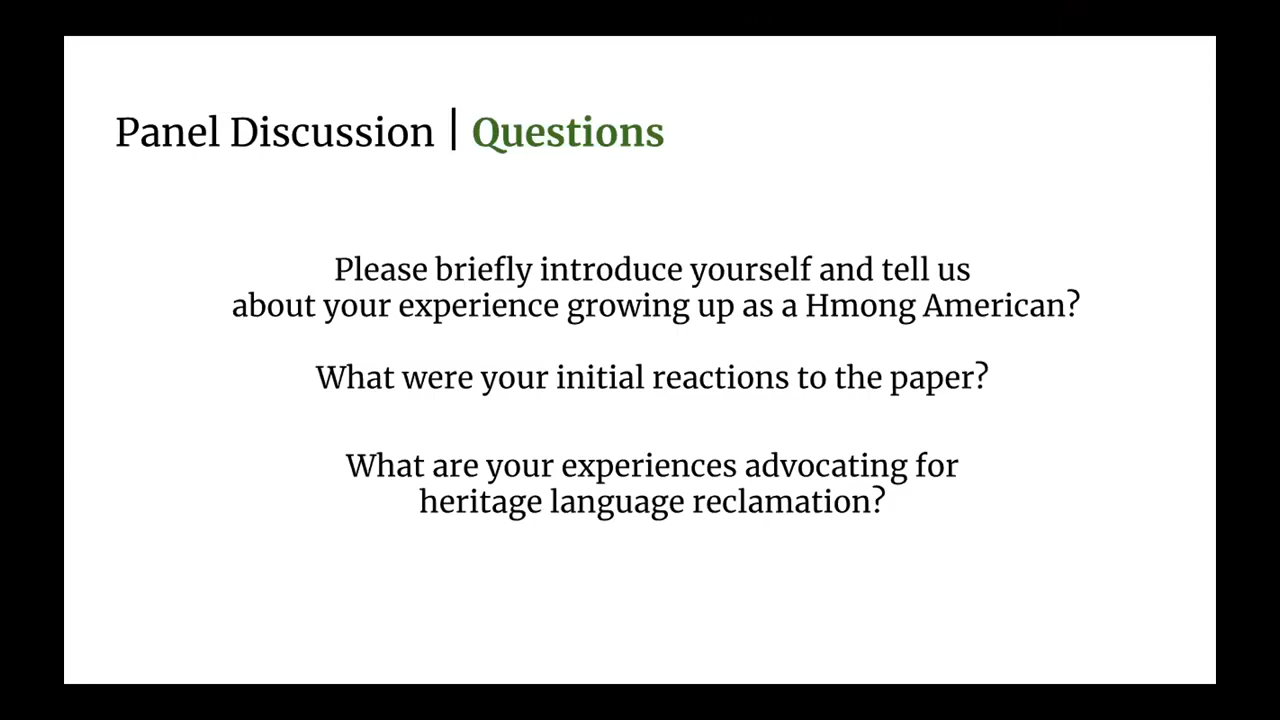 Panel Discussion | Questions
Please briefly introduce yourself and tell us
about your experience growing up as a Hmong American?
What were your initial reactions to the paper?
What are your experiences advocating for
heritage language reclamation?